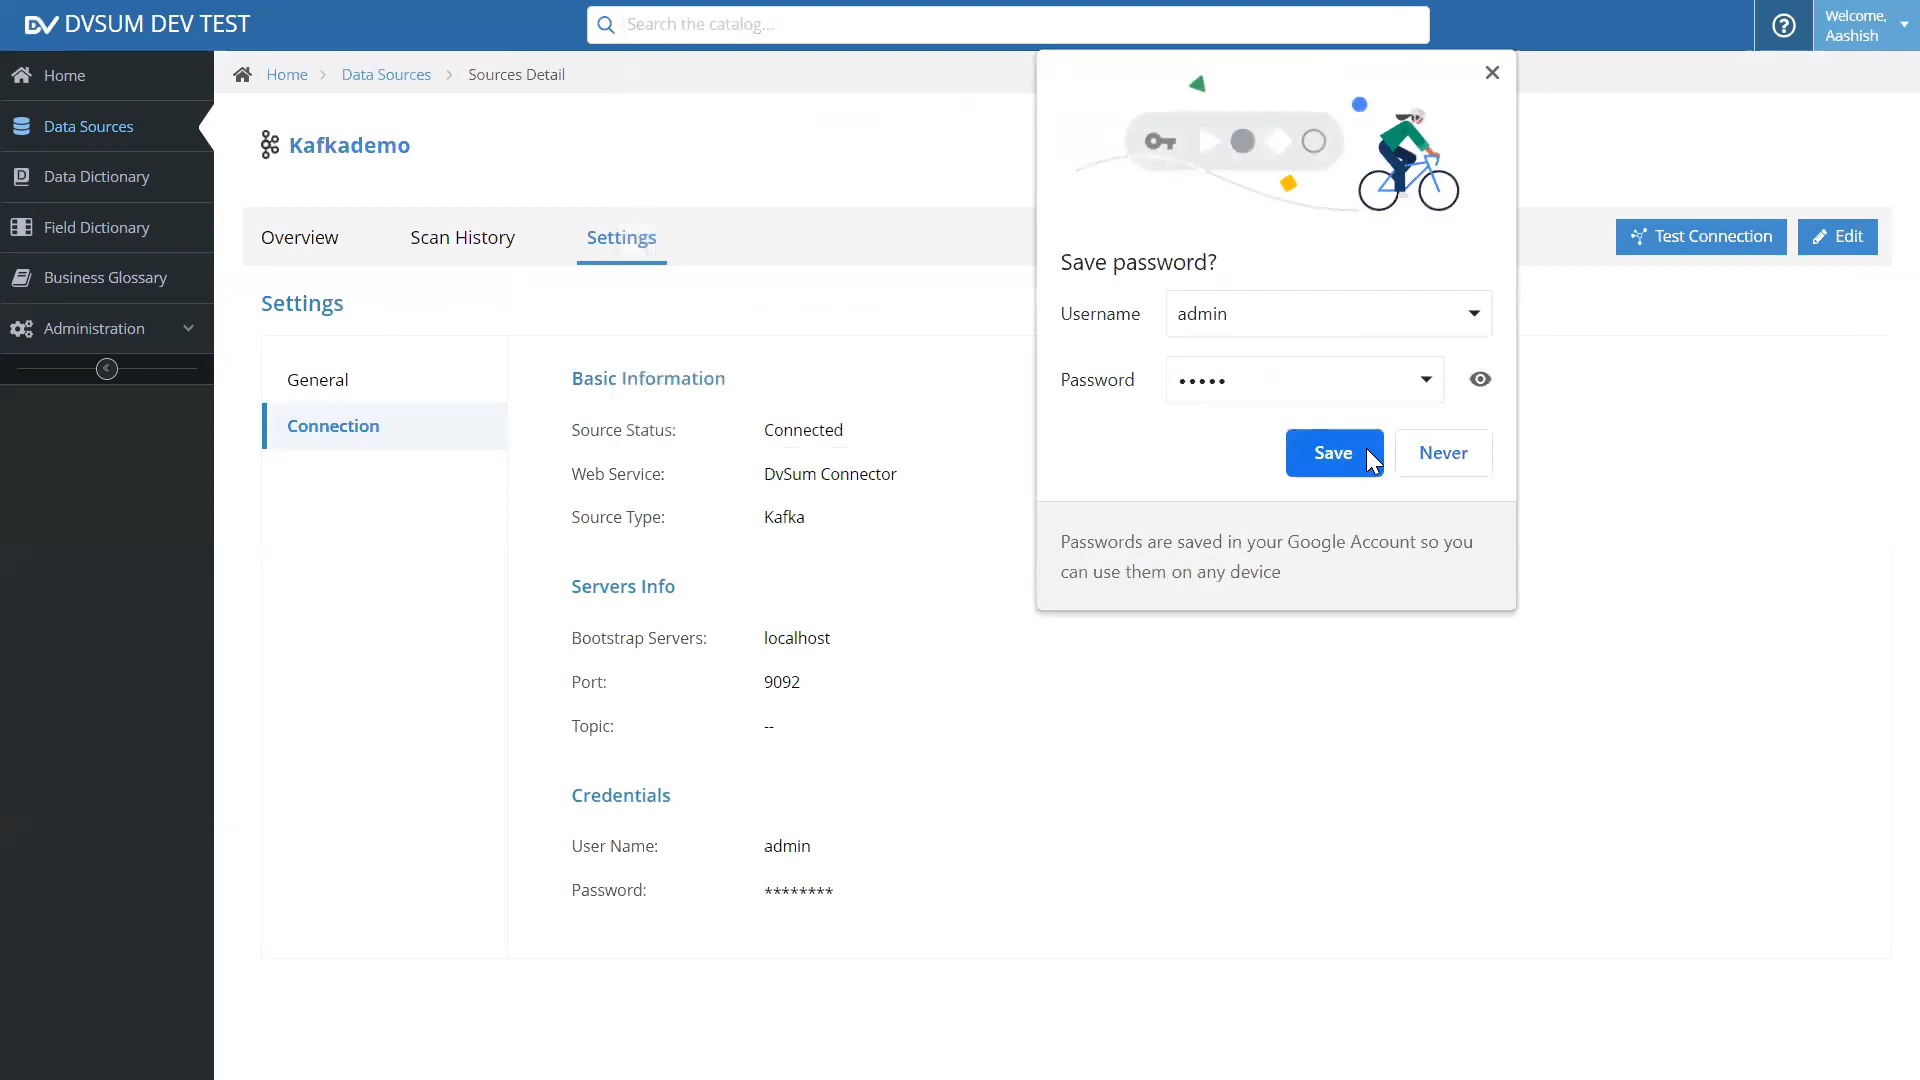 DV DVSUM DEV TEST
Search the catalog...
Welcome,
Aashish
Home
Data Sources
Data Dictionary
Field Dictionary
Business Glossary
Administration
Home > Data Sources > Sources Detail
Kafkademo
Overview
Scan History
Settings
Test Connection
Edit
Settings
General
Connection
Basic Information
Source Status: Connected
Web Service: DvSum Connector
Source Type: Kafka
Servers Info
Bootstrap Servers: localhost
Port: 9092
Topic: --
Credentials
User Name: admin
Password: ********
Save password?
Username admin
Password •••••
Save
Never
Passwords are saved in your Google Account so you
can use them on any device